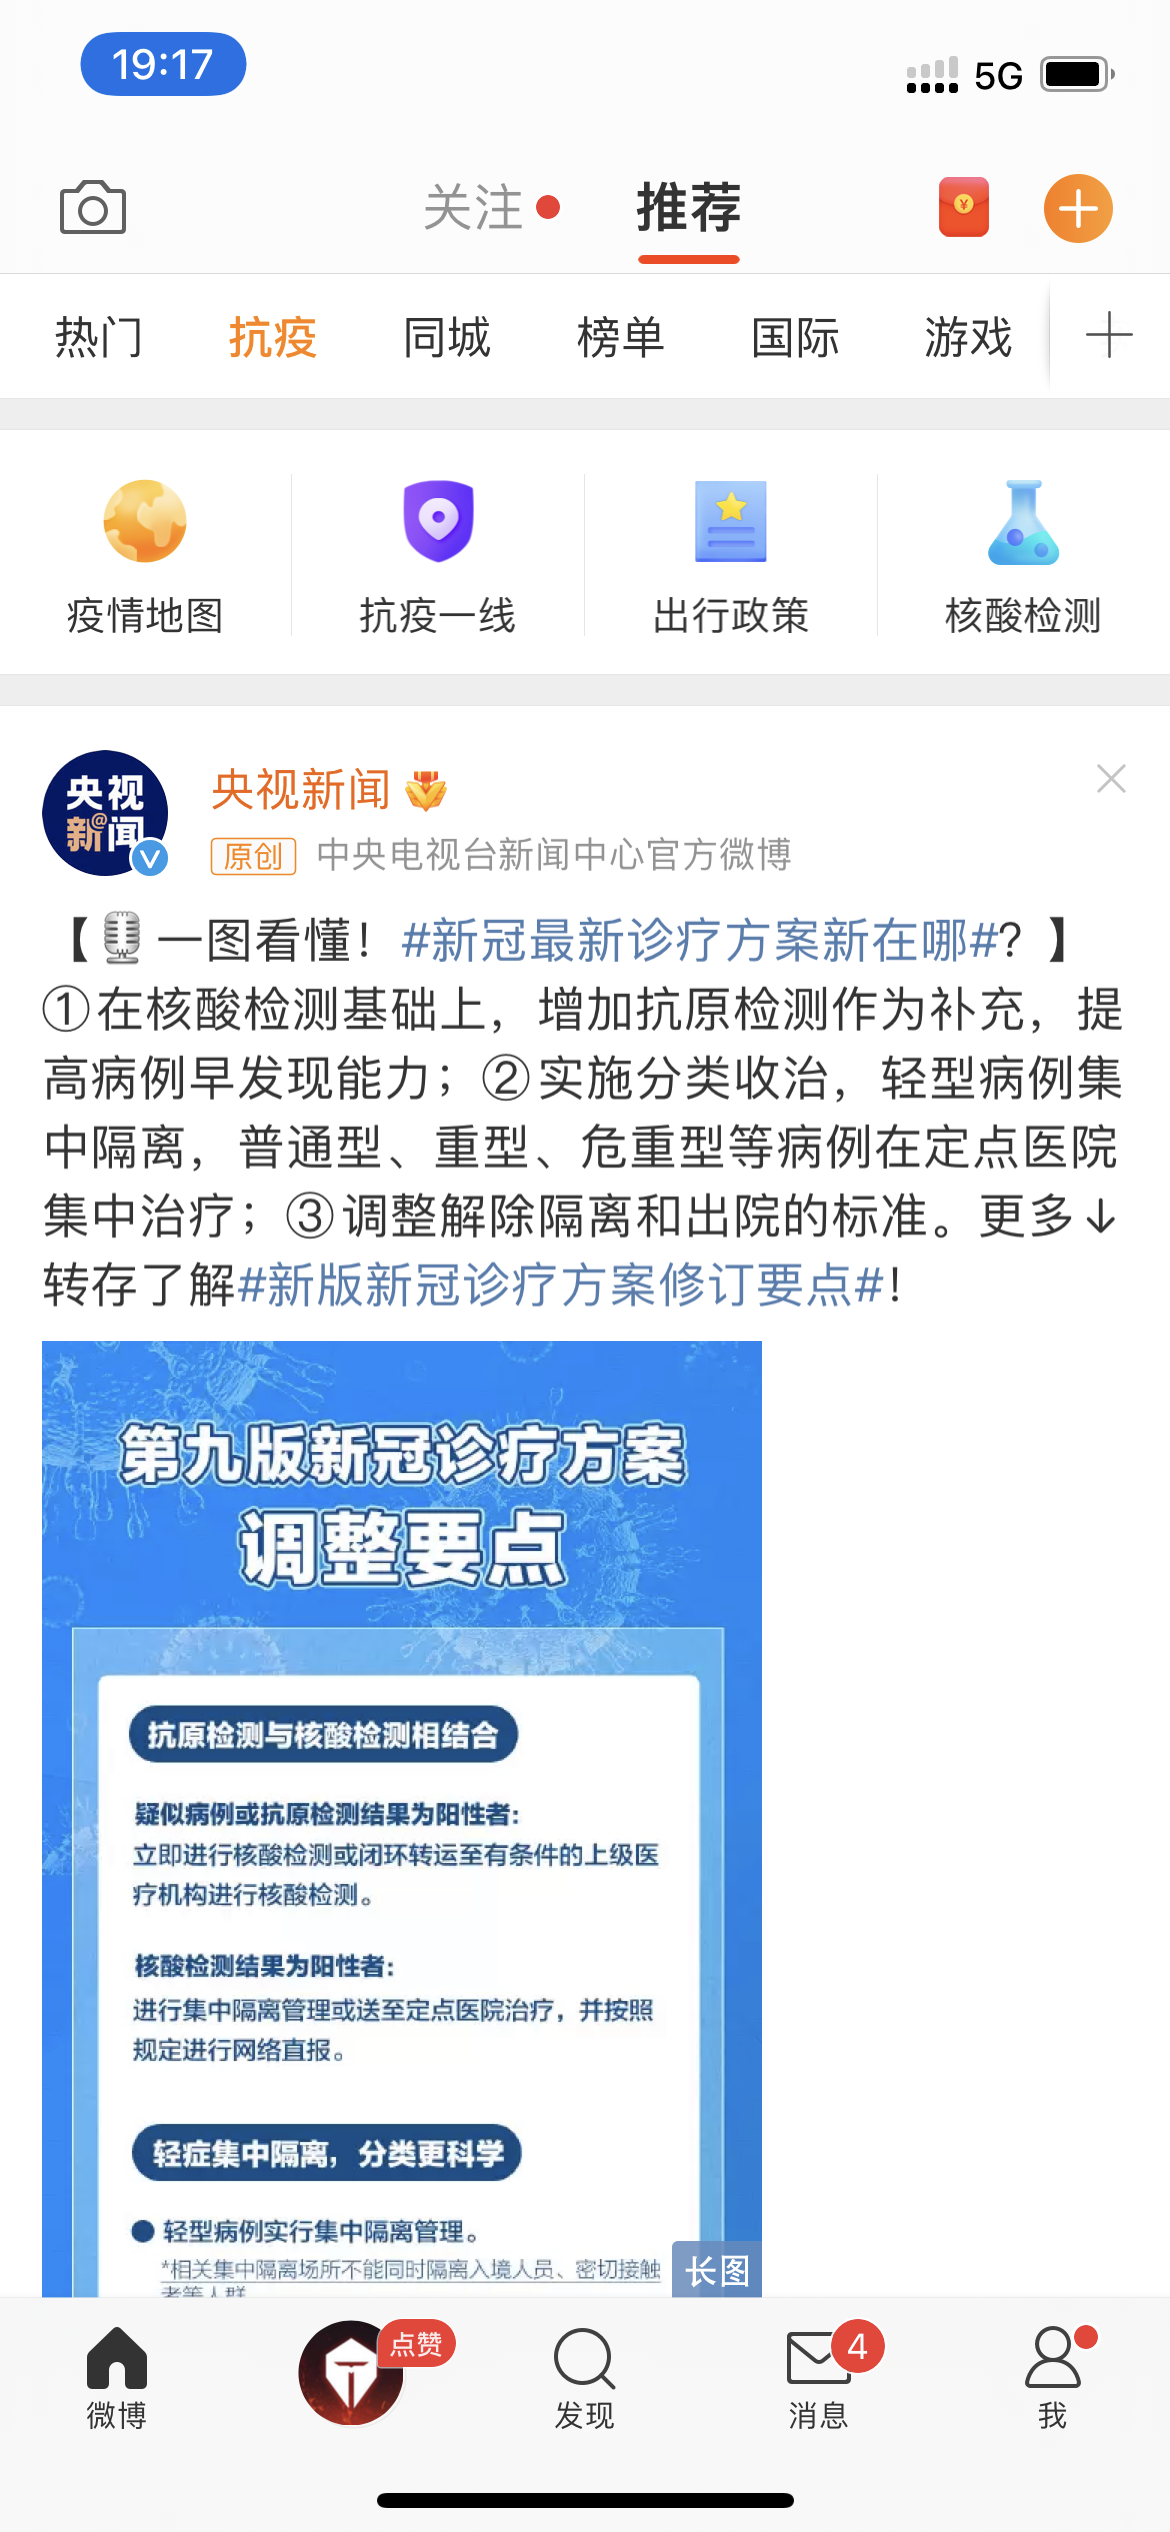 19:17
5G
关注
推荐
热门
抗疫
同城
榜单
国际
游戏
疫情地图
抗疫一线
出行政策
核酸检测
央视
新@闻
央视新闻
原创
中央电视台新闻中心官方微博
【🎙️一图看懂！#新冠最新诊疗方案新在哪#？】
①在核酸检测基础上，增加抗原检测作为补充，提
高病例早发现能力；②实施分类收治，轻型病例集
中隔离，普通型、重型、危重型等病例在定点医院
集中治疗；③调整解除隔离和出院的标准。更多↓
转存了解#新版新冠诊疗方案修订要点#！
第九版新冠诊疗方案
调整要点
抗原检测与核酸检测相结合
疑似病例或抗原检测结果为阳性者：
立即进行核酸检测或闭环转运至有条件的上级医
疗机构进行核酸检测。
核酸检测结果为阳性者：
进行集中隔离管理或送至定点医院治疗，并按照
规定进行网络直报。
轻症集中隔离，分类更科学
● 轻型病例实行集中隔离管理。
*相关集中隔离场所不能同时隔离入境人员、密切接触
者等人群
长图
微博
点赞
发现
4
消息
我